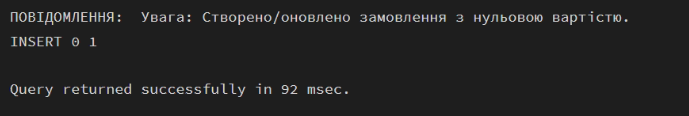 ПОВІДОМЛЕННЯ:  Увага: Створено/оновлено замовлення з нульовою вартістю.
INSERT 0 1
Query returned successfully in 92 msec.